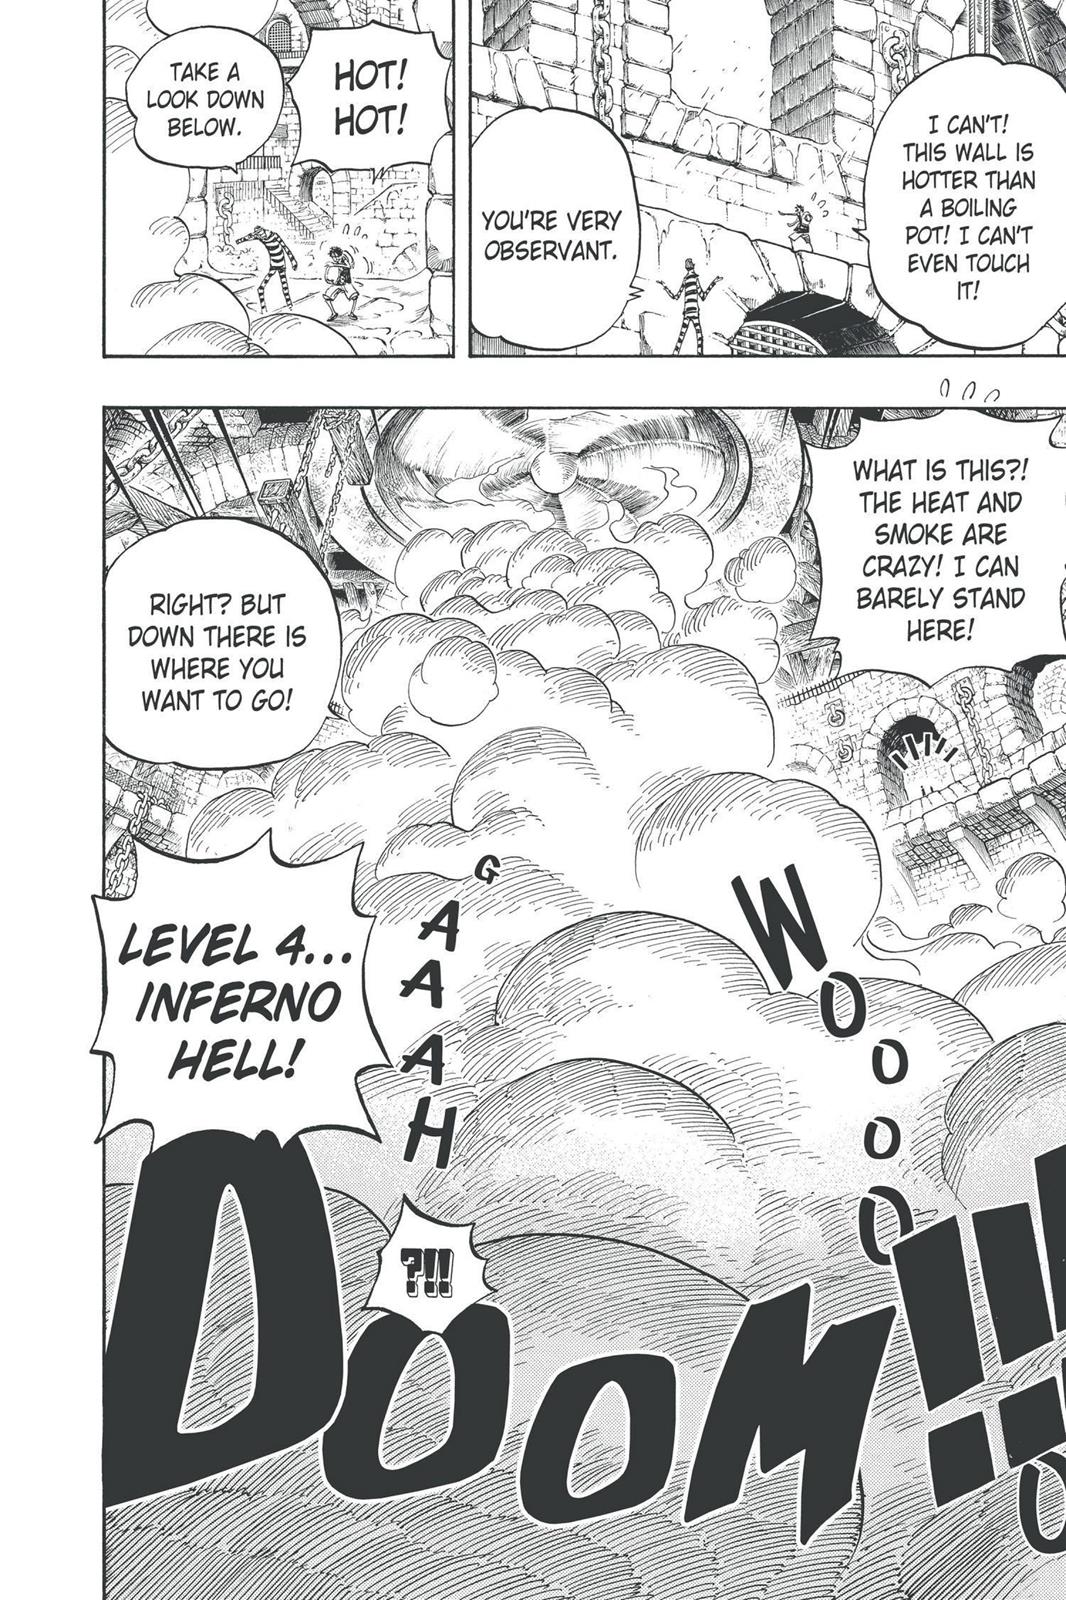 I CAN'T!
THIS WALL IS
HOTTER THAN
A BOILING
POT! I CAN'T
EVEN TOUCH
IT!
YOU'RE VERY
OBSERVANT.
HOT!
HOT!
TAKE A
LOOK DOWN
BELOW.
WHAT IS THIS?!
THE HEAT AND
SMOKE ARE
CRAZY! I CAN
BARELY STAND
HERE!
RIGHT? BUT
DOWN THERE IS
WHERE YOU
WANT TO GO!
LEVEL 4...
INFERNO
HELL!
WOOOOO
GAAAAH
?!!
DOOM!!!